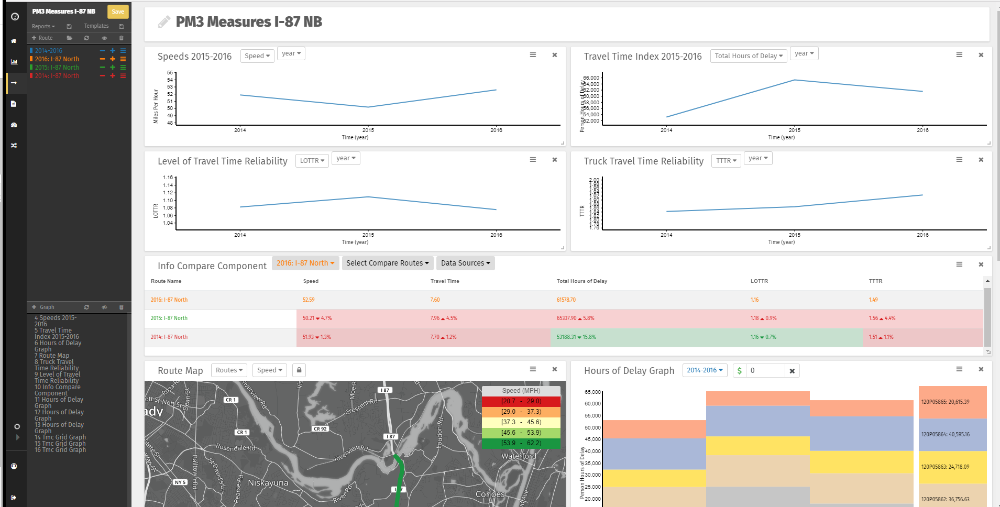 PM3 Measures I-87 NB
Save
Reports
Templates
+ Route
2014-2016
2016: I-87 North
2015: I-87 North
2014: I-87 North
+ Graph
4 Speeds 2015-
2016
5 Travel Time
Index 2015-2016
6 Hours of Delay
Graph
7 Route Map
8 Truck Travel
Time Reliability
9 Level of Travel
Time Reliability
10 Info Compare
Component
11 Hours of Delay
Graph
12 Hours of Delay
Graph
13 Hours of Delay
Graph
14 Tmc Grid Graph
15 Tmc Grid Graph
16 Tmc Grid Graph
PM3 Measures I-87 NB
Speeds 2015-2016 Speed year
55
54
53
52
51
50
49
48
Miles Per Hour
2014 2015 2016
Time (year)
Travel Time Index 2015-2016 Total Hours of Delay year
66,000
64,000
62,000
60,000
58,000
56,000
54,000
52,000
Person Hours of Delay
2014 2015 2016
Time (year)
Level of Travel Time Reliability LOTTR year
1.16
1.14
1.12
1.10
1.08
1.06
1.04
LOTTR
2014 2015 2016
Time (year)
Truck Travel Time Reliability TTTR year
2.00
1.98
1.96
1.94
1.92
1.90
1.88
1.86
1.84
1.82
1.80
1.78
1.76
TTTR
2014 2015 2016
Time (year)
Info Compare Component 2016: I-87 North Select Compare Routes Data Sources
Route Name Speed Travel Time Total Hours of Delay LOTTR TTTR
2016: I-87 North 52.59 7.60 61578.70 1.16 1.49
2015: I-87 North 50.21 ▼ 4.7% 7.96 ▲ 4.5% 65337.90 ▲ 5.8% 1.18 ▲ 0.9% 1.56 ▲ 4.4%
2014: I-87 North 51.93 ▼ 1.3% 7.70 ▲ 1.2% 53188.31 ▼ 15.8% 1.16 ▼ 0.7% 1.51 ▲ 1.1%
Route Map Routes Speed
Speed (MPH)
[20.7 - 29.0)
[29.0 - 37.3)
[37.3 - 45.6)
[45.6 - 53.9)
[53.9 - 62.2)
Riverview Rd
Moe-R
I 87
CR 1
Crescent Rd
ott-St-Nott-St
Dean-S
ady
CR 92
CR 1
I 87
Loudon-Rd
Rosendale Rd
Riverview Rd
Waterford
State-St
Balltown-Rd
St-David's-Ln
NY 5
Pearse-Rd
Niskayuna
River-Rd
Cohoes
Hours of Delay Graph 2014-2016 $ 0
65,000
60,000
55,000
50,000
45,000
40,000
35,000
30,000
25,000
20,000
Person Hours of Delay
120P05865: 20,615.39
120P05864: 40,595.16
120P05863: 24,718.09
120P05862: 36,756.63